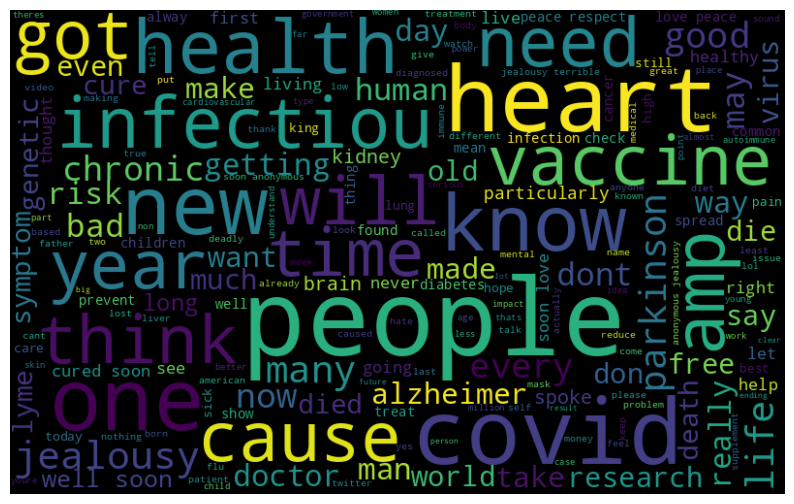 theres government women treatment body sound
got health need day first live peace respect love peace
alway tell far watch power good healthy
even cure make living human still may virus
cardiovascular give jealousy terrible great place
put low diagnosed cancer high back
video making type immune medical almost
infectiou heart
true thank king different infection check common
genetic thought chronic getting kidney old vaccine autoimmune
soon anonymous mean particularly point
risk new will lung thing serious anyone diet known pain
bad symptom non understand found called made way die
part based father two children deadly look week
know parkinson spread least issue
year time want dont amp
big already mental name lol
prevent much brain never diabetes hope say right young
lost long well impact age idea soon love
cant liver caused hate thats actually reduce work clear
think people don free let
care skin better cured soon see going last talk less come
many every anonymous jealousy best
american future alzheimer help
lyme one sick show treat now died spoke mask please
today nothing born yes million self result problem
jealousy cause covid death really life
well soon flu patient child doctor man world take research
youre twitter person money feel keep case supplement ending